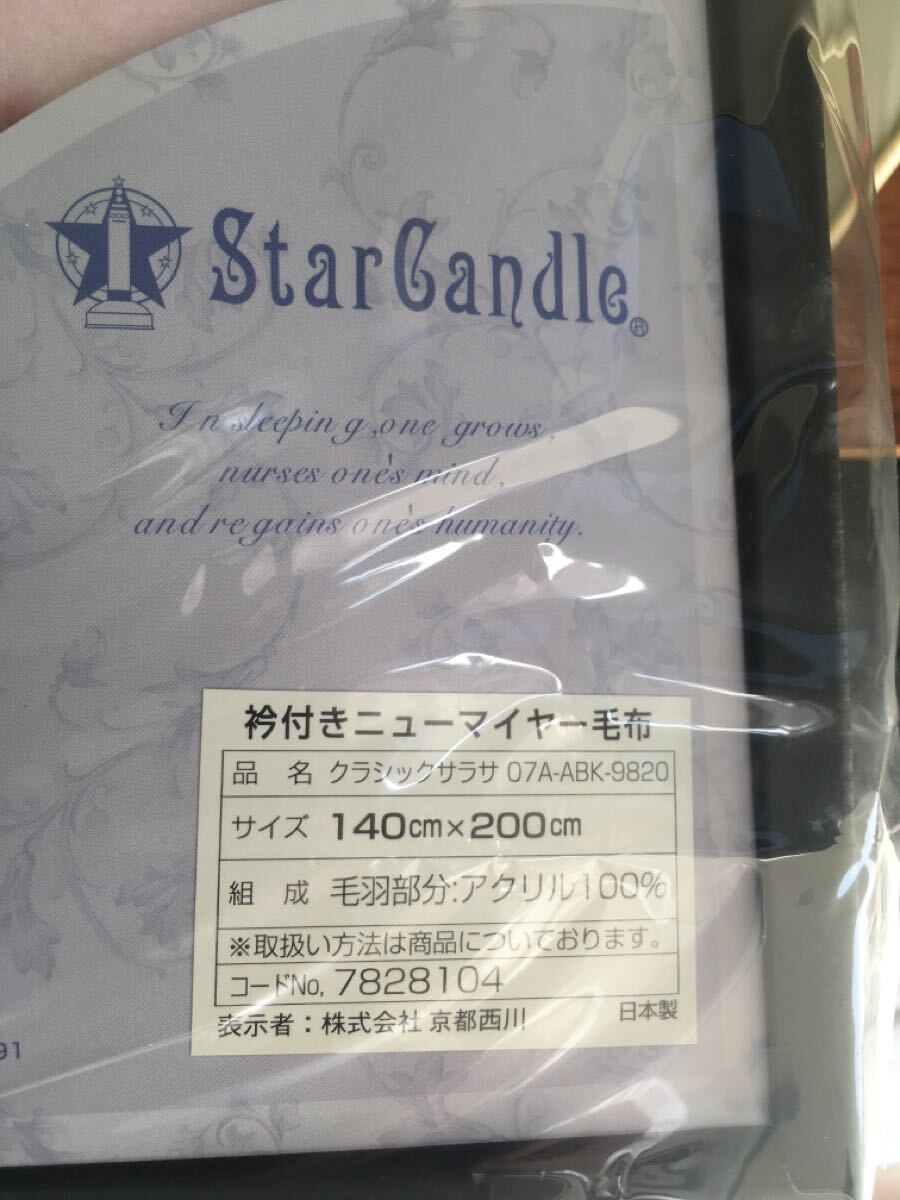 StarCandle®
In sleeping, one grows,
nurses one's mind,
and regains one's humanity.
衿付きニューマイヤー毛布
品 名 クラシックサラサ 07A-ABK-9820
サイズ 140cm×200cm
組 成 毛羽部分:アクリル100%
※取扱い方法は商品についております。
コードNo, 7828104
表示者:株式会社 京都西川 日本製
91